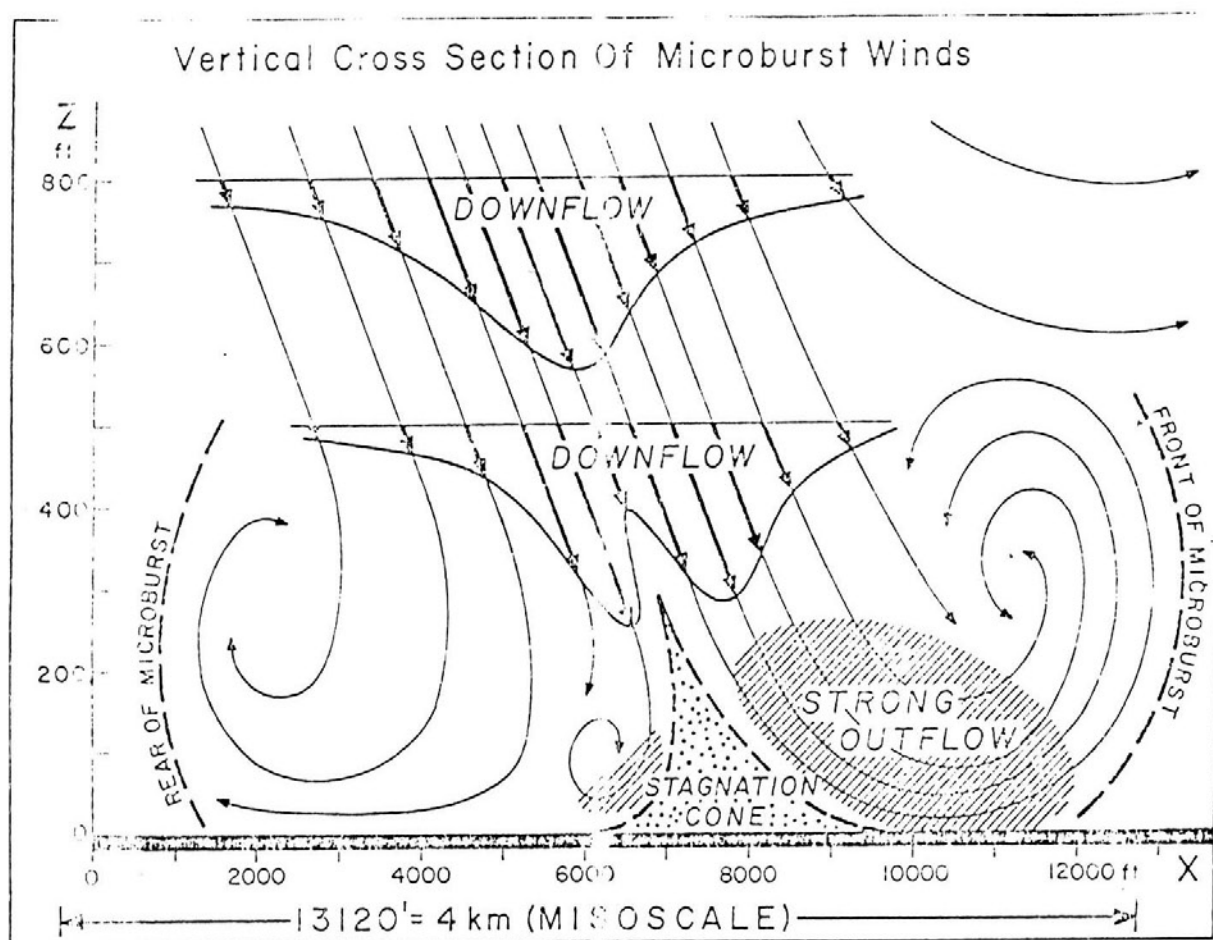 Vertical Cross Section Of Microburst Winds
Z
ft
800
600
400
200
0
DOWNFLOW
DOWNFLOW
REAR OF MICROBURST
FRONT OF MICROBURST
STRONG
OUTFLOW
STAGNATION
CONE
0 2000 4000 6000 8000 10000 12000 ft X
13120' = 4 km (MISOSCALE)